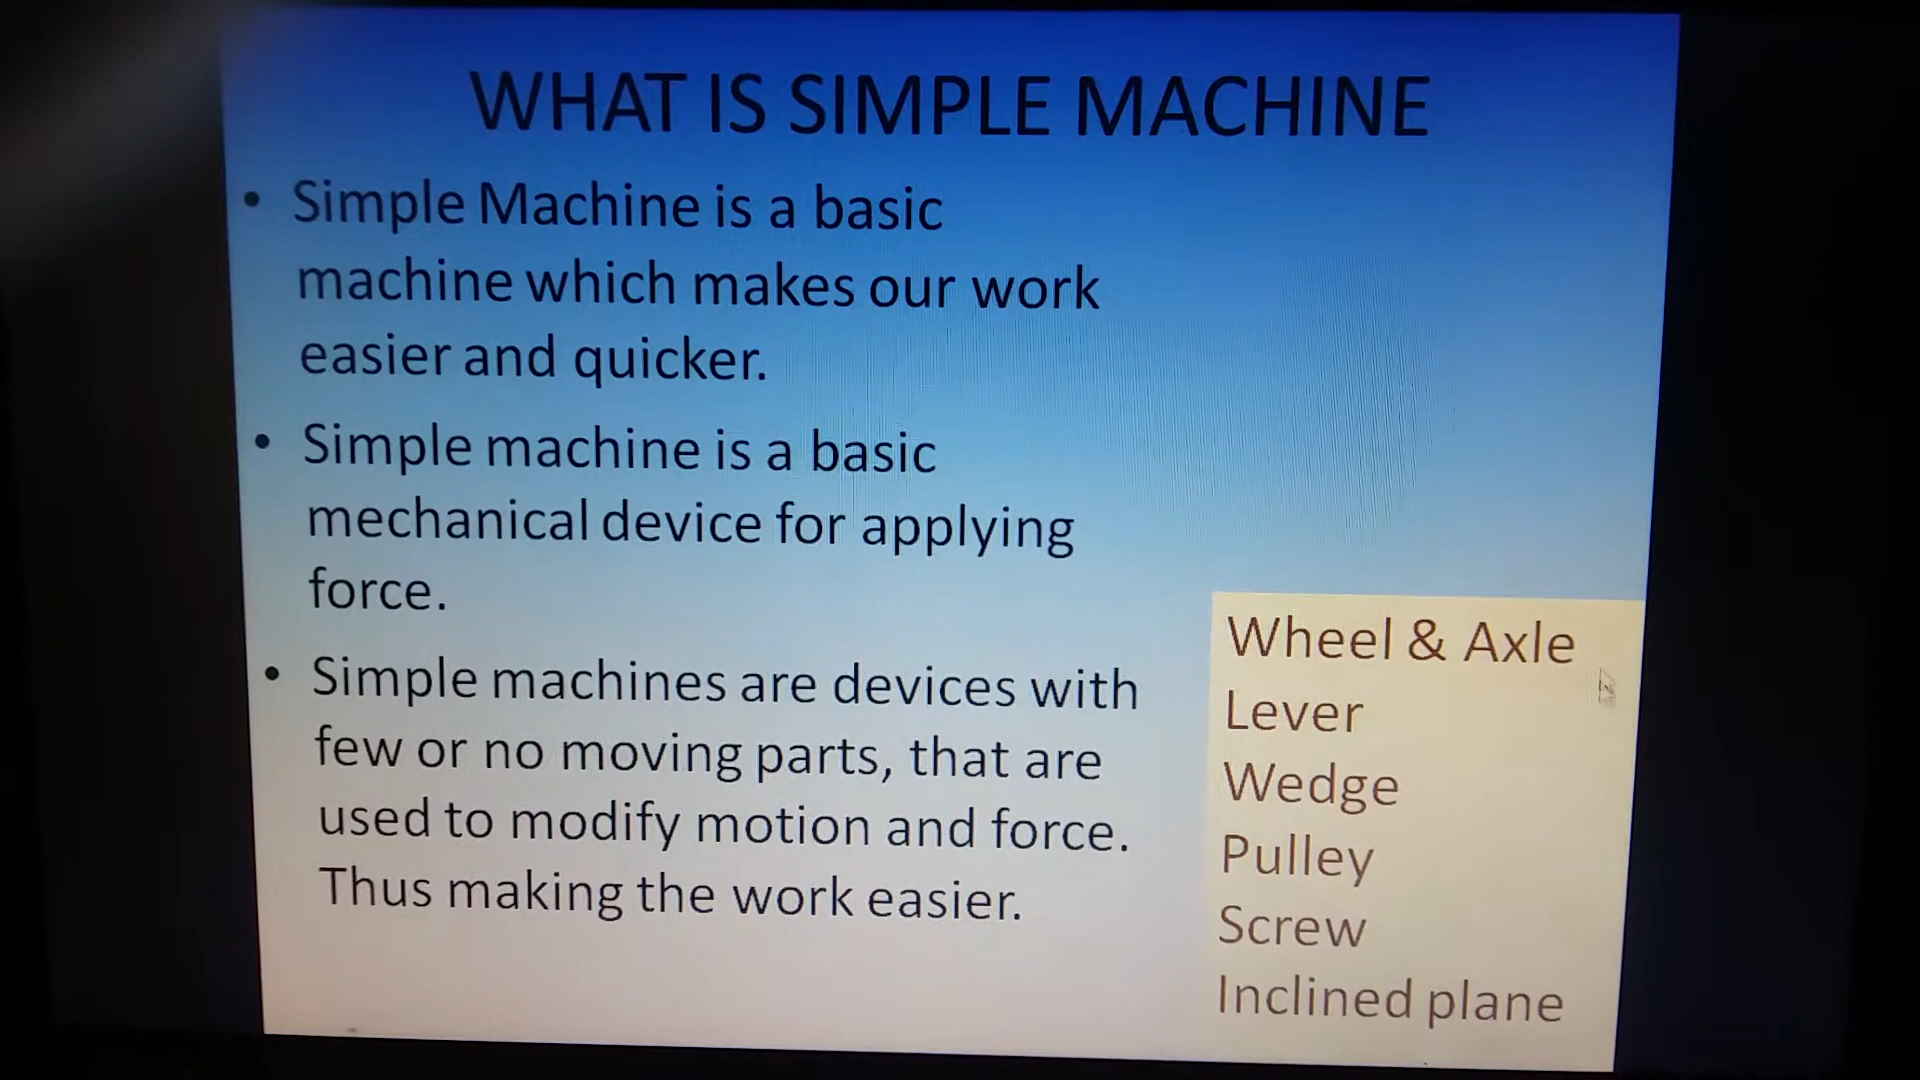 WHAT IS SIMPLE MACHINE
• Simple Machine is a basic
machine which makes our work
easier and quicker.
• Simple machine is a basic
mechanical device for applying
force.
• Simple machines are devices with
few or no moving parts, that are
used to modify motion and force.
Thus making the work easier.
Wheel & Axle
Lever
Wedge
Pulley
Screw
Inclined plane